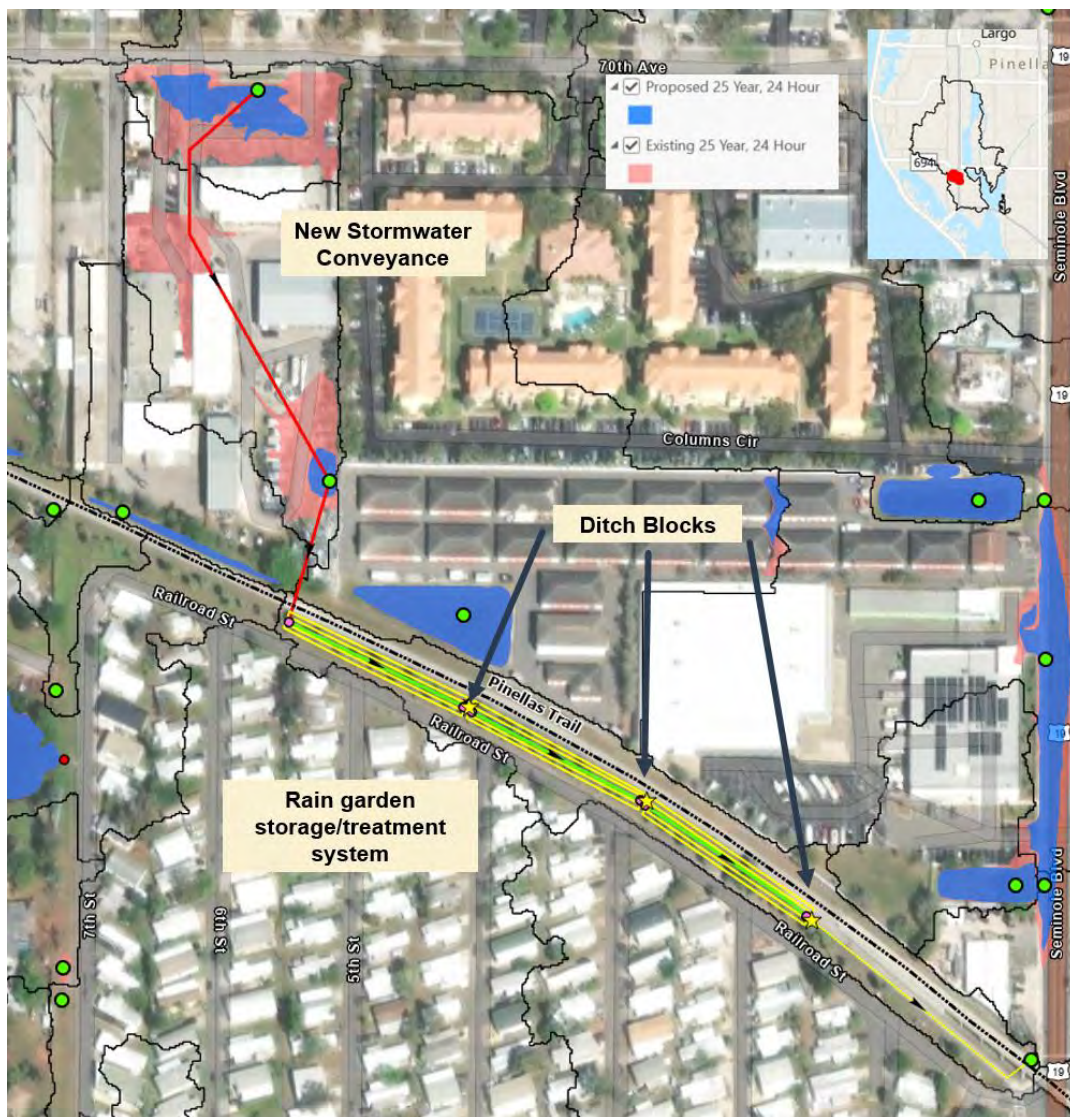 Largo
Pinella
694
19
70th Ave
Proposed 25 Year, 24 Hour
Existing 25 Year, 24 Hour
Seminole Blvd
New Stormwater
Conveyance
19
Columns Cir
Ditch Blocks
Railroad St
Pinellas Trail
Railroad St
19
Rain garden
storage/treatment
system
7th St
6th St
5th St
Railroad St
Seminole Blvd
19